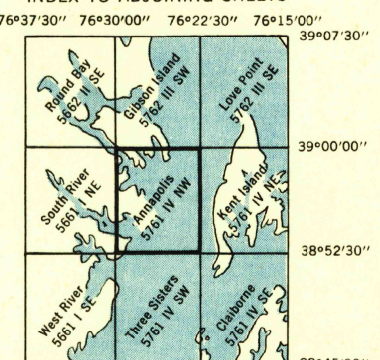 INDEX TO ADJOINING SHEETS
76°37'30" 76°30'00" 76°22'30" 76°15'00"
39°07'30"
Round Bay
5662 II SE
Gibson Island
5762 III SW
Love Point
5762 III SE
39°00'00"
South River
5661 I NE
Annapolis
5761 IV NW
Kent Island
5761 IV NE
38°52'30"
West River
5661 I SE
Three Sisters
5761 IV SW
Claiborne
5761 IV SE